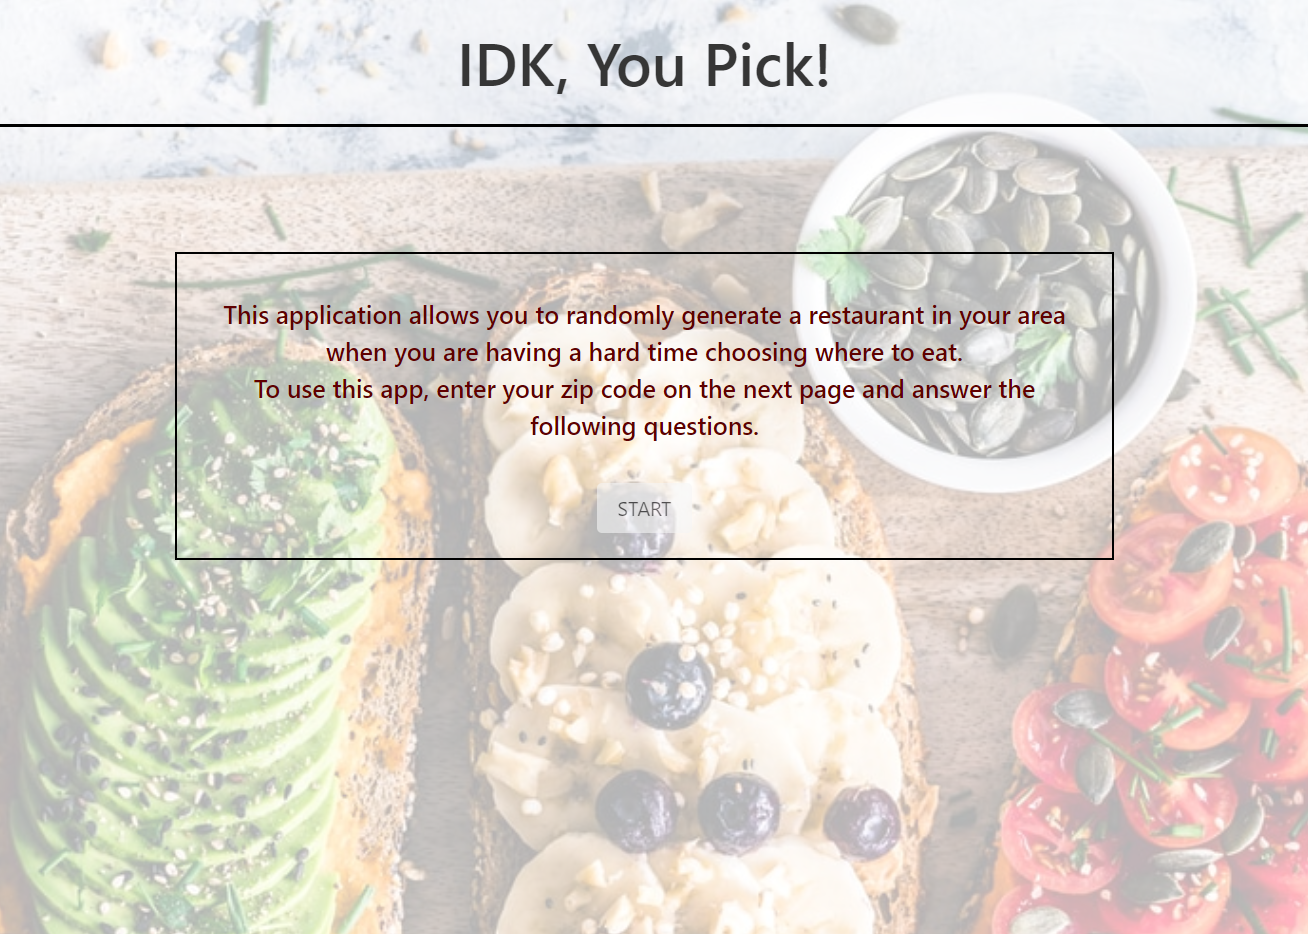 IDK, You Pick!
This application allows you to randomly generate a restaurant in your area
when you are having a hard time choosing where to eat.
To use this app, enter your zip code on the next page and answer the
following questions.
START